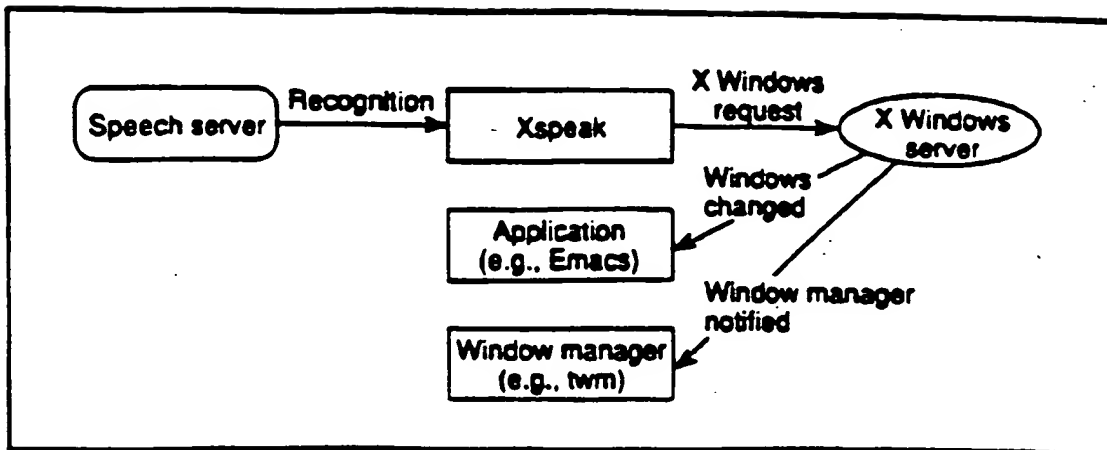 Speech server
Recognition
Xspeak
X Windows
request
X Windows
server
Windows
changed
Application
(e.g., Emacs)
Window manager
notified
Window manager
(e.g., twm)